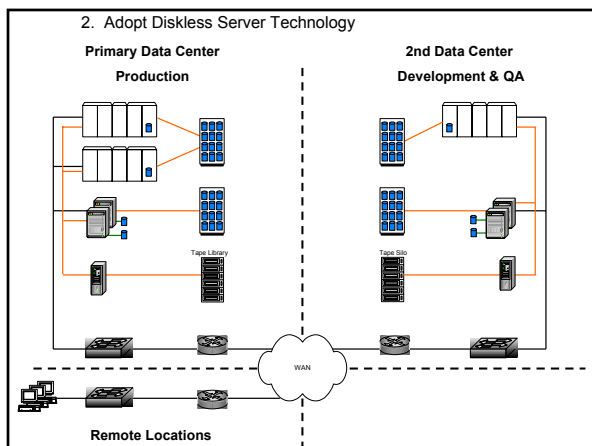 2. Adopt Diskless Server Technology
Primary Data Center
Production
2nd Data Center
Development & QA
Tape Library
Tape Silo
WAN
Remote Locations